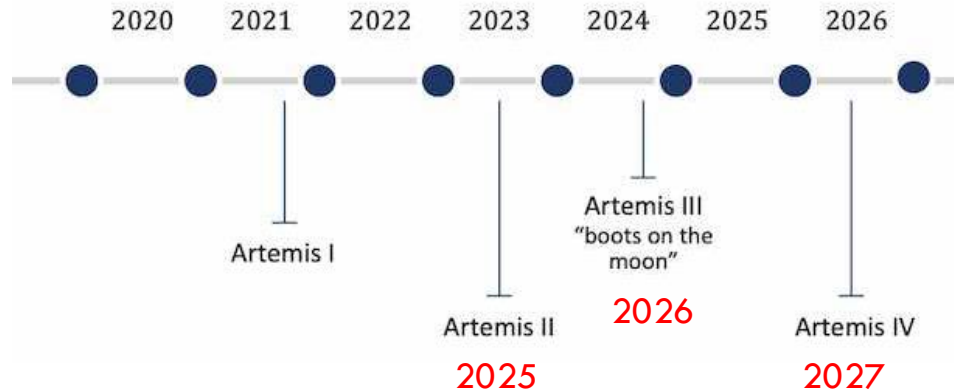 2020 2021 2022 2023 2024 2025 2026
Artemis I
Artemis II
2025
Artemis III
“boots on the
moon”
2026
Artemis IV
2027